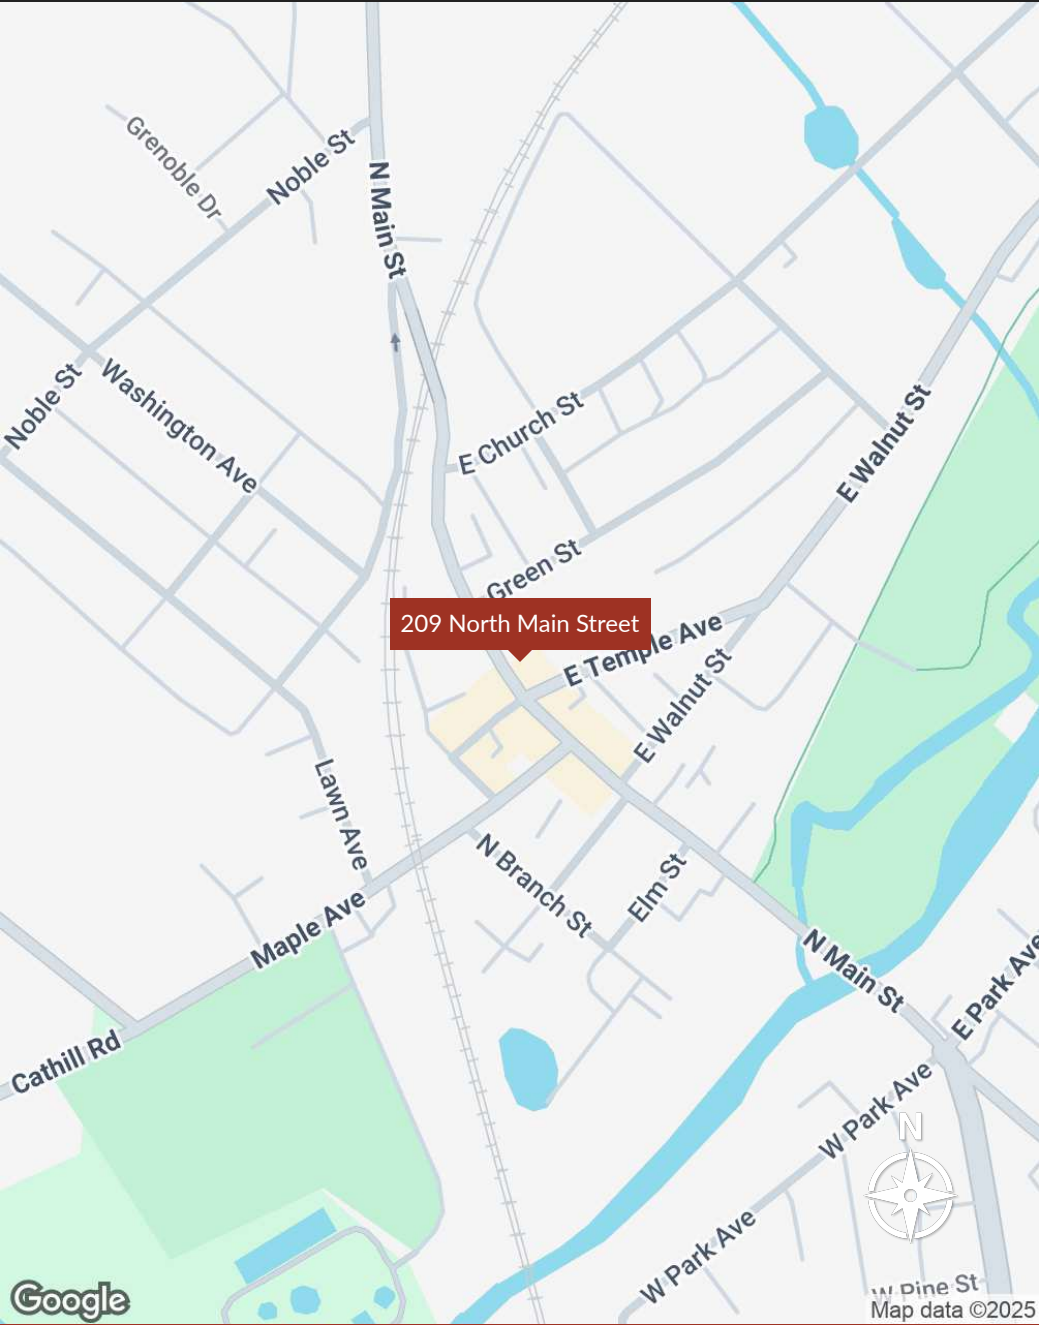 Grenoble Dr
Noble St
N Main St
Noble St
Washington Ave
E Church St
E Walnut St
Green St
209 North Main Street
E Temple Ave
E Walnut St
Lawn Ave
N Branch St
Elm St
Maple Ave
N Main St
E Park Ave
Cathill Rd
W Park Ave
N
W Park Ave
W Pine St
Google
Map data ©2025